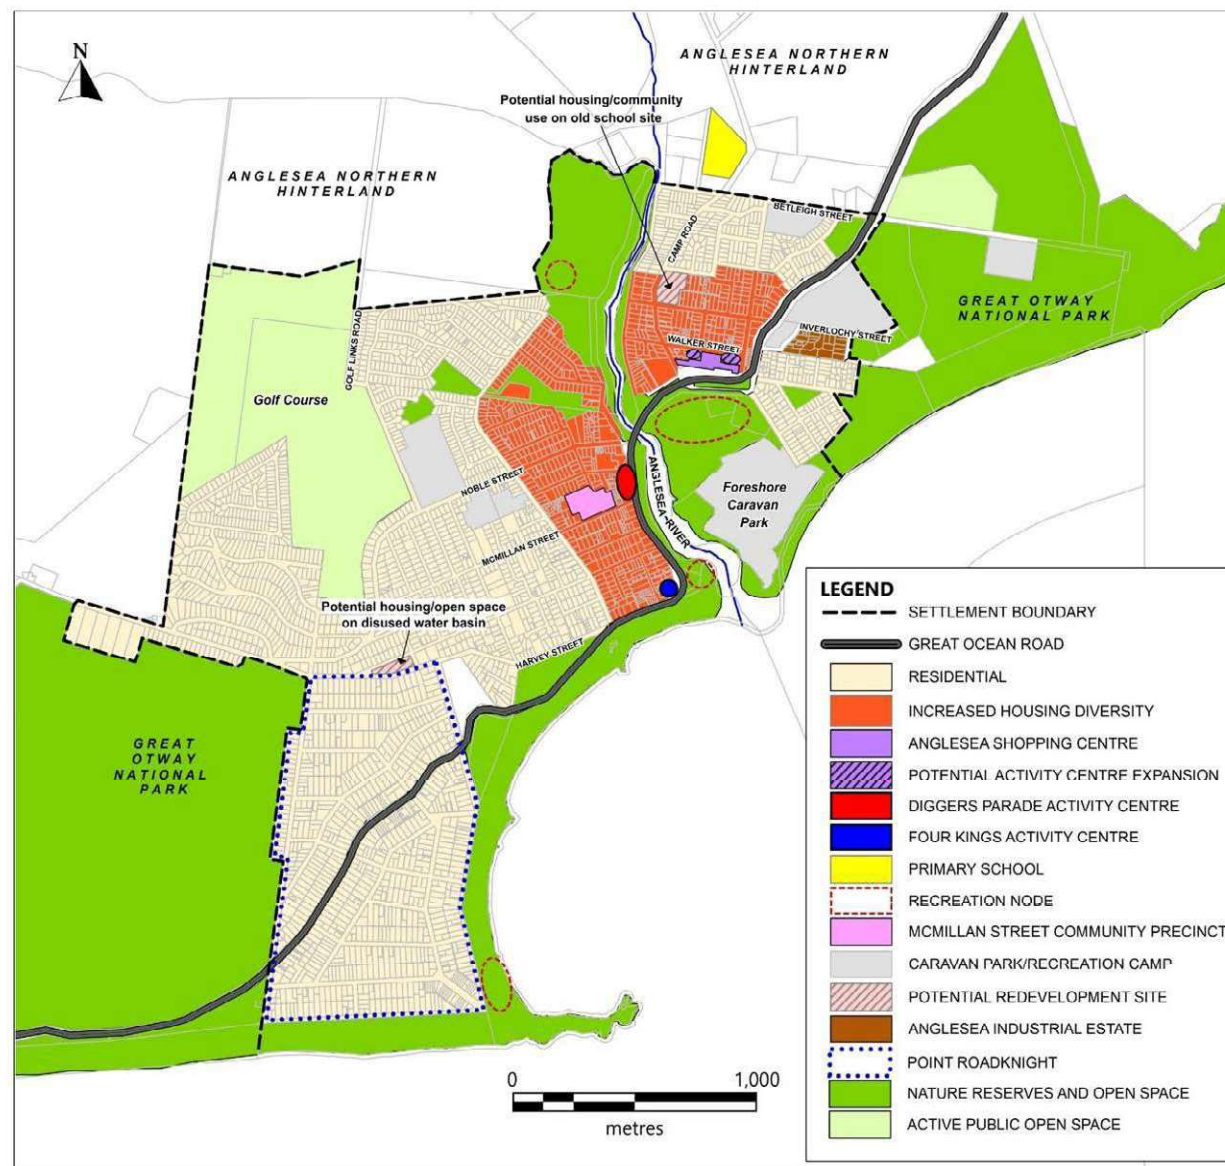 N
ANGLESEA NORTHERN
HINTERLAND
Potential housing/community
use on old school site
ANGLESEA NORTHERN
HINTERLAND
BETLEIGH STREET
CAMP ROAD
GREAT OTWAY
NATIONAL PARK
GOLF LINKS ROAD
INVERLOCHY STREET
WALKER STREET
Golf Course
NOBLE STREET
ANGLESEA RIVER
Foreshore
Caravan
Park
MCMILLAN STREET
Potential housing/open space
on disused water basin
HARVEY STREET
GREAT
OTWAY
NATIONAL
PARK
0 1,000
metres
LEGEND
SETTLEMENT BOUNDARY
GREAT OCEAN ROAD
RESIDENTIAL
INCREASED HOUSING DIVERSITY
ANGLESEA SHOPPING CENTRE
POTENTIAL ACTIVITY CENTRE EXPANSION
DIGGERS PARADE ACTIVITY CENTRE
FOUR KINGS ACTIVITY CENTRE
PRIMARY SCHOOL
RECREATION NODE
MCMILLAN STREET COMMUNITY PRECINCT
CARAVAN PARK/RECREATION CAMP
POTENTIAL REDEVELOPMENT SITE
ANGLESEA INDUSTRIAL ESTATE
POINT ROADKNIGHT
NATURE RESERVES AND OPEN SPACE
ACTIVE PUBLIC OPEN SPACE